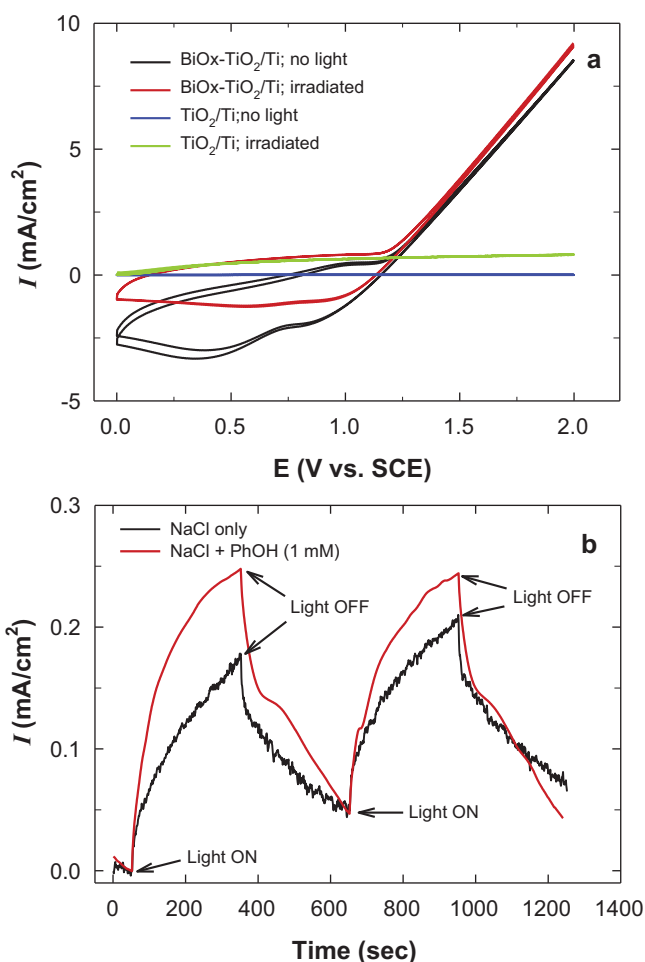 10
BiOx-TiO₂/Ti; no light
a
BiOx-TiO₂/Ti; irradiated
TiO₂/Ti;no light
TiO₂/Ti; irradiated
5
I (mA/cm²)
0
-5
0.0 0.5 1.0 1.5 2.0
E (V vs. SCE)
0.3
NaCl only
b
NaCl + PhOH (1 mM)
Light OFF
Light OFF
0.2
I (mA/cm²)
0.1
Light ON
Light ON
0.0
0 200 400 600 800 1000 1200 1400
Time (sec)